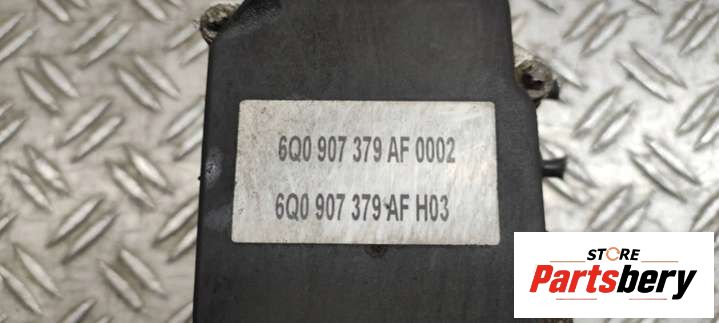 6Q0 907 379 AF 0002
6Q0 907 379 AF H03
STORE
Partsbery